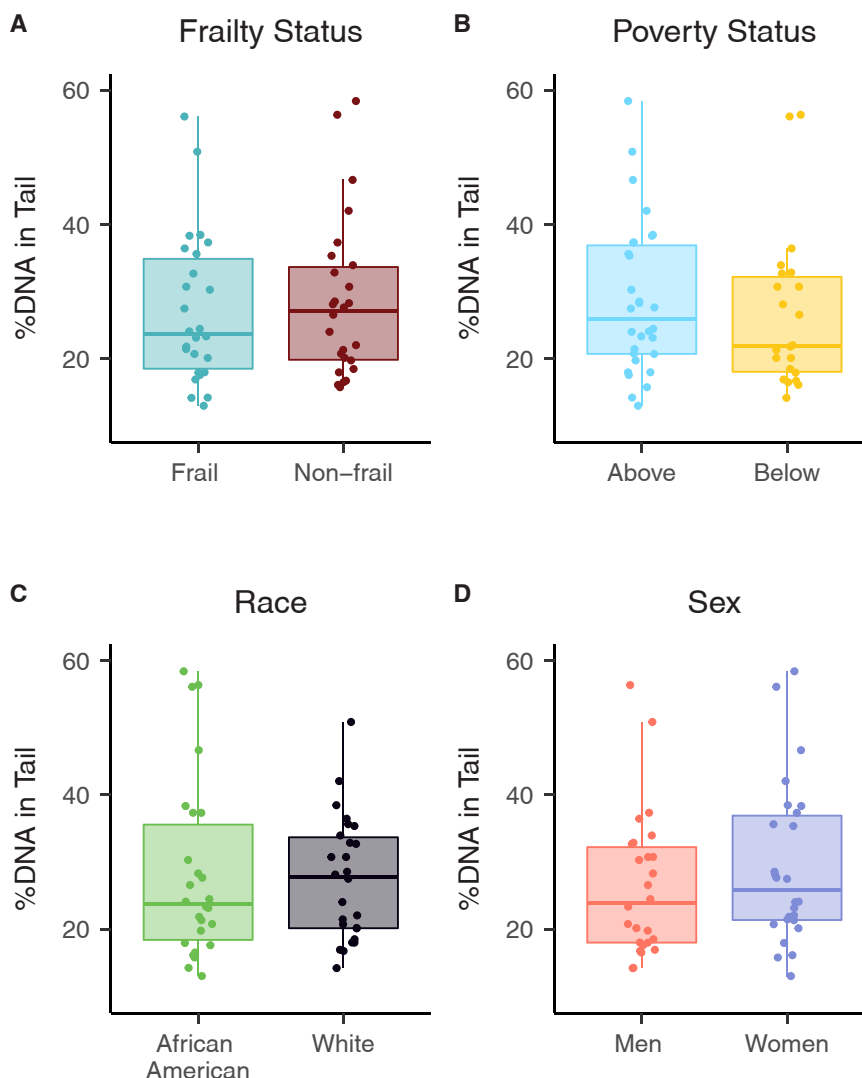 A
Frailty Status
%DNA in Tail
60
40
20
Frail
Non–frail
B
Poverty Status
%DNA in Tail
60
40
20
Above
Below
C
Race
%DNA in Tail
60
40
20
African
American
White
D
Sex
%DNA in Tail
60
40
20
Men
Women